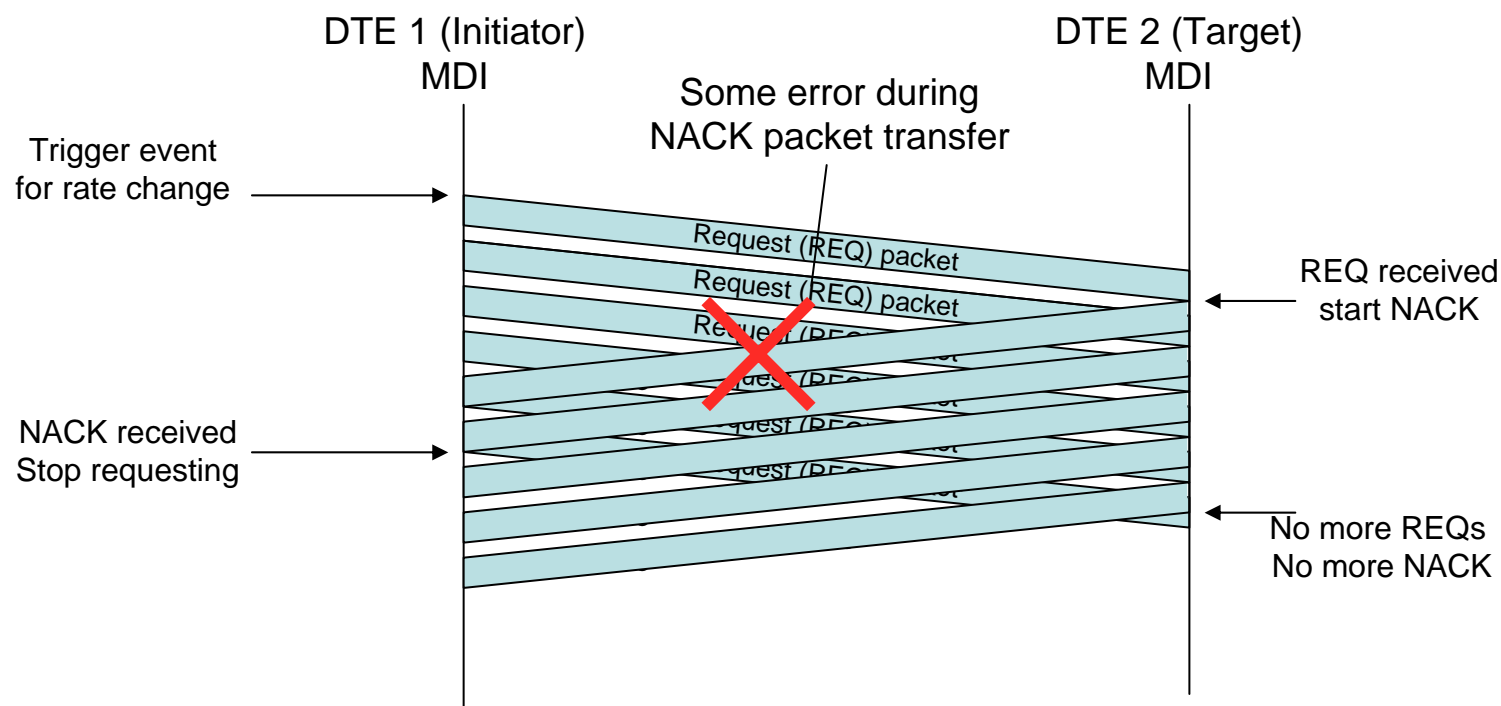 DTE 1 (Initiator)
MDI
DTE 2 (Target)
MDI
Some error during
NACK packet transfer
Trigger event
for rate change
Request (REQ) packet
Request (REQ) packet
REQ received
start NACK
NACK received
Stop requesting
No more REQs
No more NACK